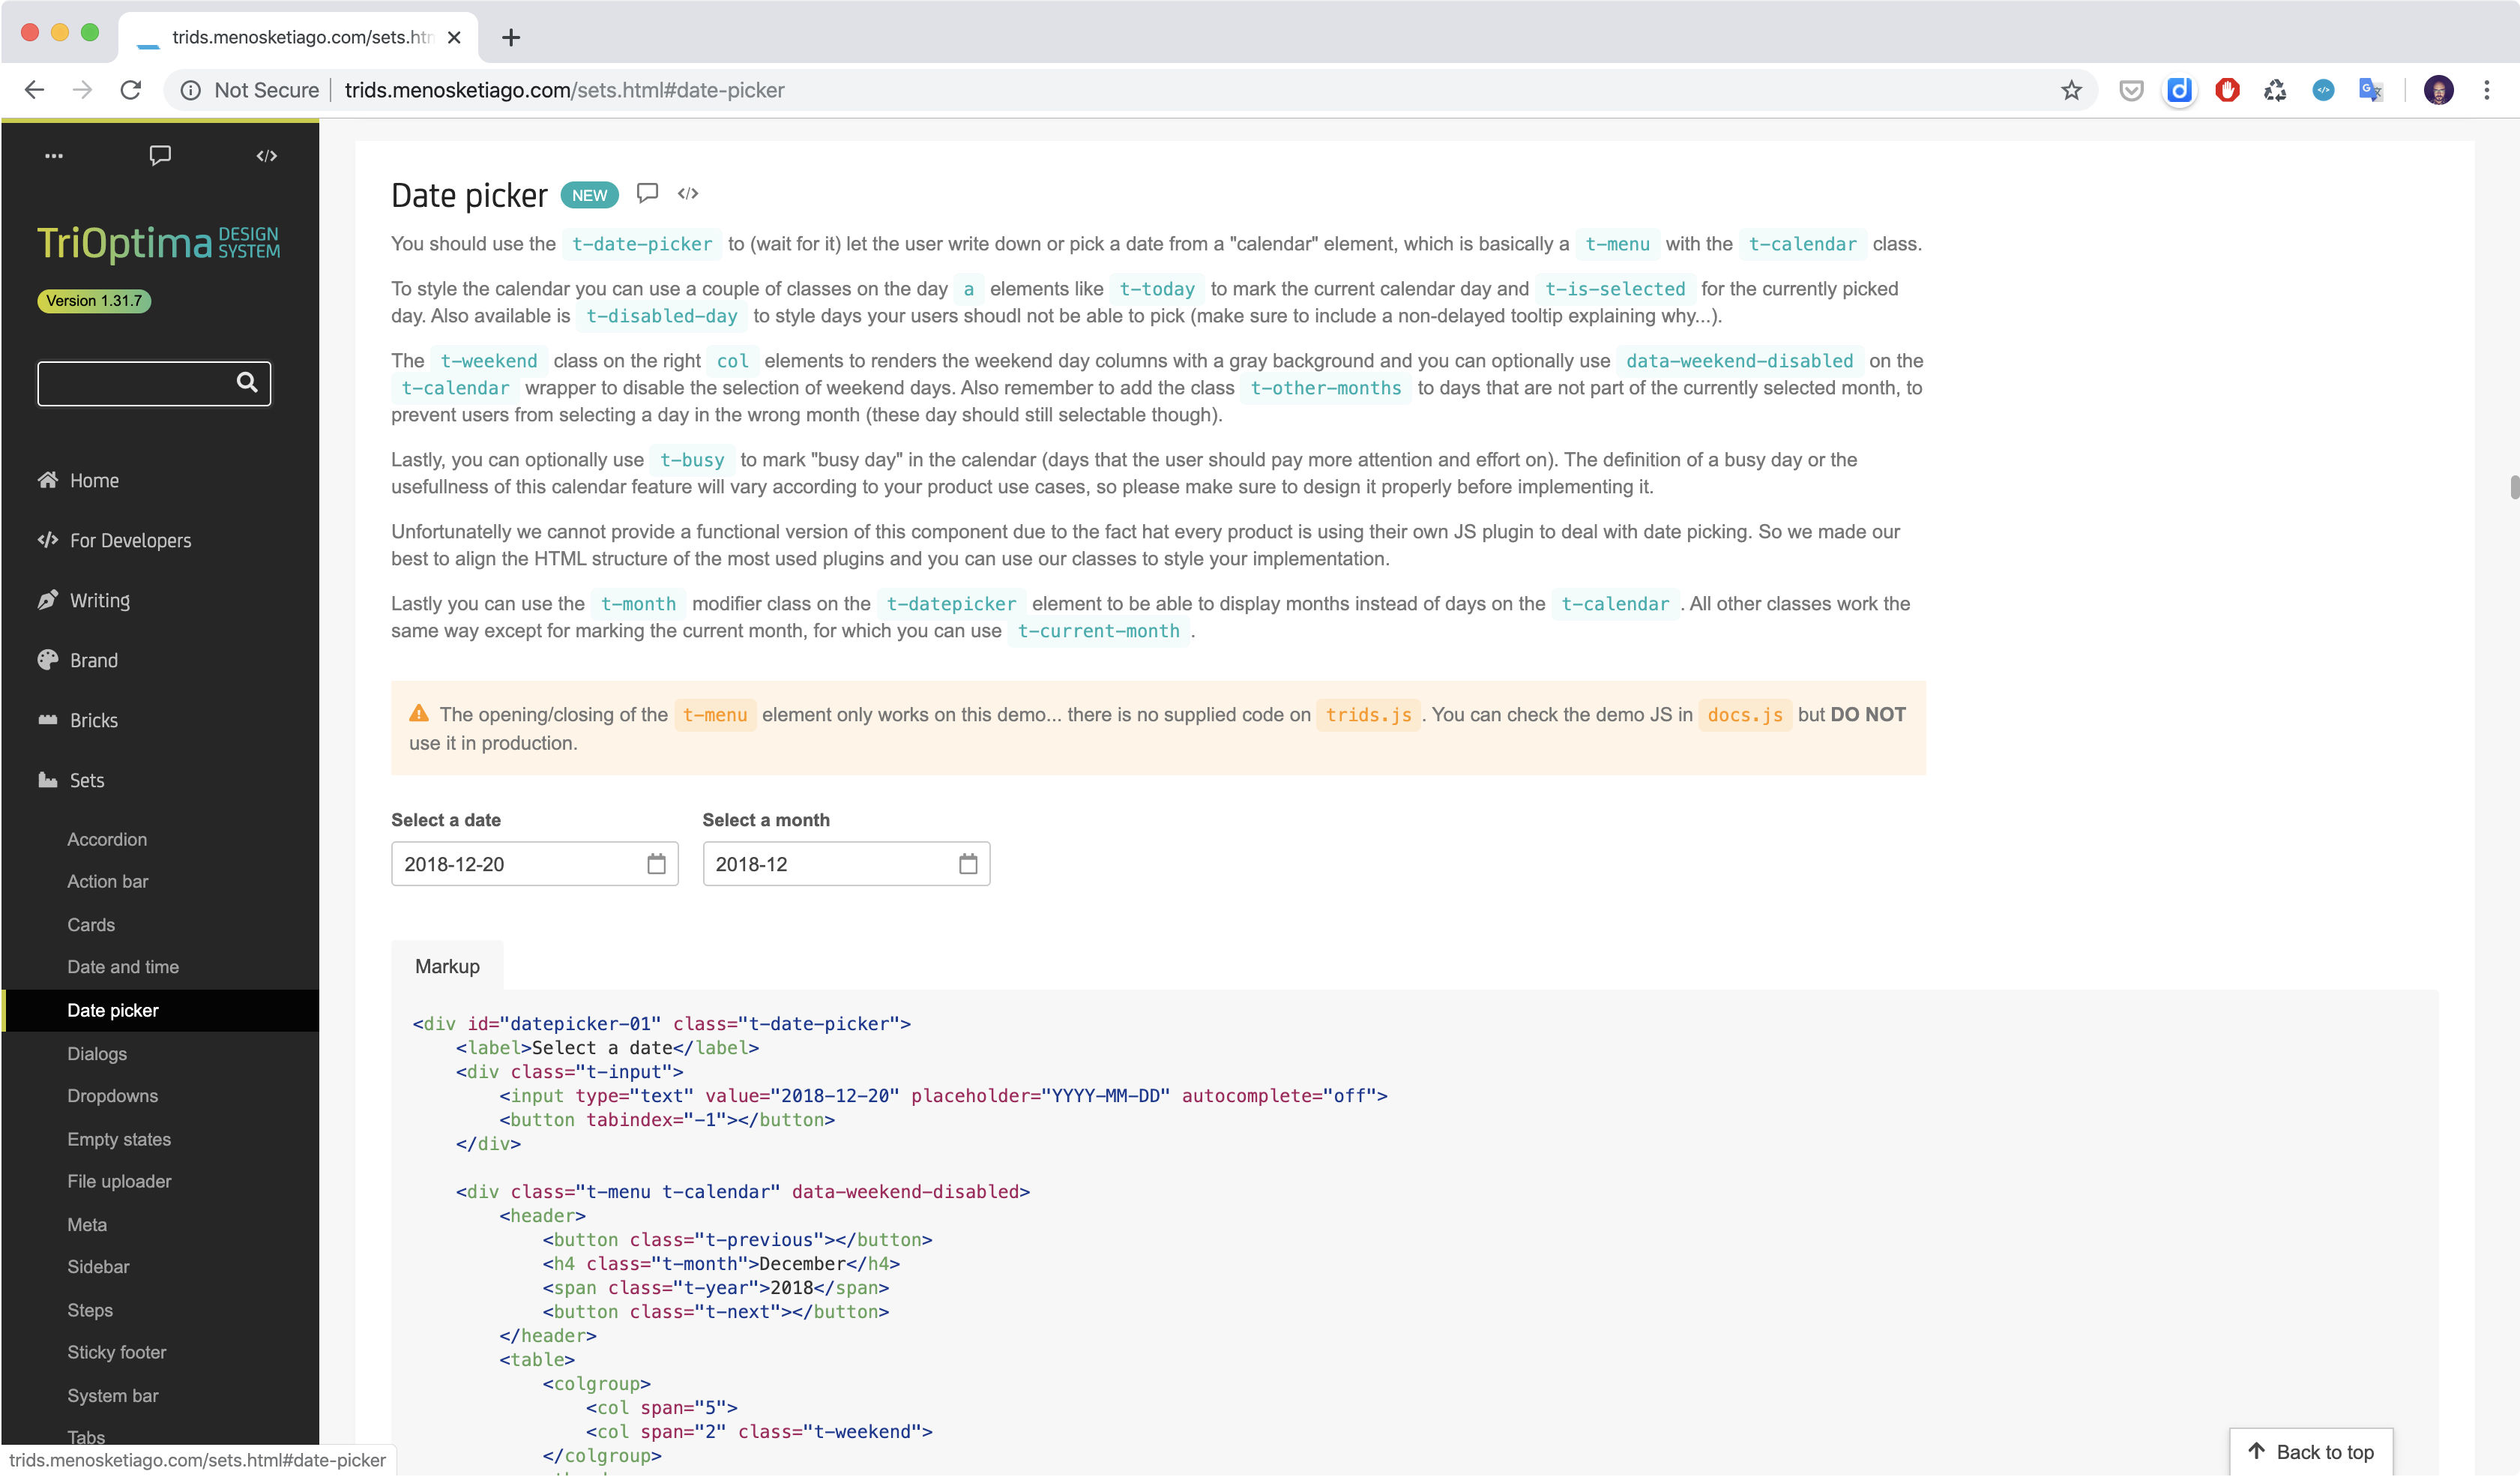 trids.menosketiago.com/sets.htm
Not Secure
trids.menosketiago.com/sets.html#date-picker
TriOptima DESIGN SYSTEM
Version 1.31.7
Home
For Developers
Writing
Brand
Bricks
Sets
Accordion
Action bar
Cards
Date and time
Date picker
Dialogs
Dropdowns
Empty states
File uploader
Meta
Sidebar
Steps
Sticky footer
System bar
Tabs
trids.menosketiago.com/sets.html#date-picker
Date picker NEW
You should use the t-date-picker to (wait for it) let the user write down or pick a date from a "calendar" element, which is basically a t-menu with the t-calendar class.
To style the calendar you can use a couple of classes on the day a elements like t-today to mark the current calendar day and t-is-selected for the currently picked
day. Also available is t-disabled-day to style days your users shoudl not be able to pick (make sure to include a non-delayed tooltip explaining why...).
The t-weekend class on the right col elements to renders the weekend day columns with a gray background and you can optionally use data-weekend-disabled on the
t-calendar wrapper to disable the selection of weekend days. Also remember to add the class t-other-months to days that are not part of the currently selected month, to
prevent users from selecting a day in the wrong month (these day should still selectable though).
Lastly, you can optionally use t-busy to mark "busy day" in the calendar (days that the user should pay more attention and effort on). The definition of a busy day or the
usefullness of this calendar feature will vary according to your product use cases, so please make sure to design it properly before implementing it.
Unfortunatelly we cannot provide a functional version of this component due to the fact hat every product is using their own JS plugin to deal with date picking. So we made our
best to align the HTML structure of the most used plugins and you can use our classes to style your implementation.
Lastly you can use the t-month modifier class on the t-datepicker element to be able to display months instead of days on the t-calendar . All other classes work the
same way except for marking the current month, for which you can use t-current-month .
The opening/closing of the t-menu element only works on this demo... there is no supplied code on trids.js . You can check the demo JS in docs.js but DO NOT
use it in production.
Select a date
2018-12-20
Select a month
2018-12
Markup
<div id="datepicker-01" class="t-date-picker">
<label>Select a date</label>
<div class="t-input">
<input type="text" value="2018-12-20" placeholder="YYYY-MM-DD" autocomplete="off">
<button tabindex="-1"></button>
</div>
<div class="t-menu t-calendar" data-weekend-disabled>
<header>
<button class="t-previous"></button>
<h4 class="t-month">December</h4>
<span class="t-year">2018</span>
<button class="t-next"></button>
</header>
<table>
<colgroup>
<col span="5">
<col span="2" class="t-weekend">
</colgroup>
Back to top